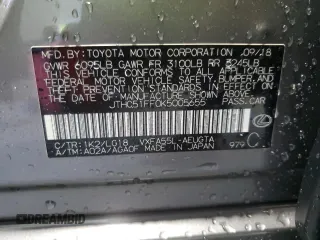 MFD. BY: TOYOTA MOTOR CORPORATION 09/18
GVWR 6095LB GAWR FR 3100LB RR 3245LB
THIS VEHICLE CONFORMS TO ALL APPLICABLE
FEDERAL MOTOR VEHICLE SAFETY, BUMPER,
AND THEFT PREVENTION STANDARDS IN EFFECT
ON THE DATE OF MANUFACTURE SHOWN ABOVE.
JTHC51FF0K5005655 PASS. CAR
C/TR: 1K2/LG18 VXFA55L-AEUGTA
A/TM: A02A/AGA0F MADE IN JAPAN 979 C
AUTOBIDMASTER